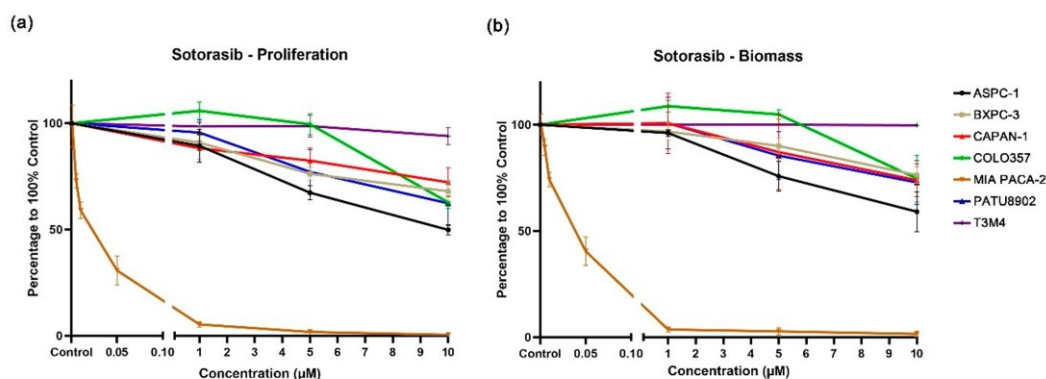 (a)
Sotorasib - Proliferation
Percentage to 100% Control
100
50
0
Control 0.05 0.10 1 2 3 4 5 6 7 8 9 10
Concentration (µM)
(b)
Sotorasib - Biomass
Percentage to 100% Control
100
50
0
Control 0.05 0.10 1 2 3 4 5 6 7 8 9 10
Concentration (µM)
ASPC-1
BXPC-3
CAPAN-1
COLO357
MIA PACA-2
PATU8902
T3M4